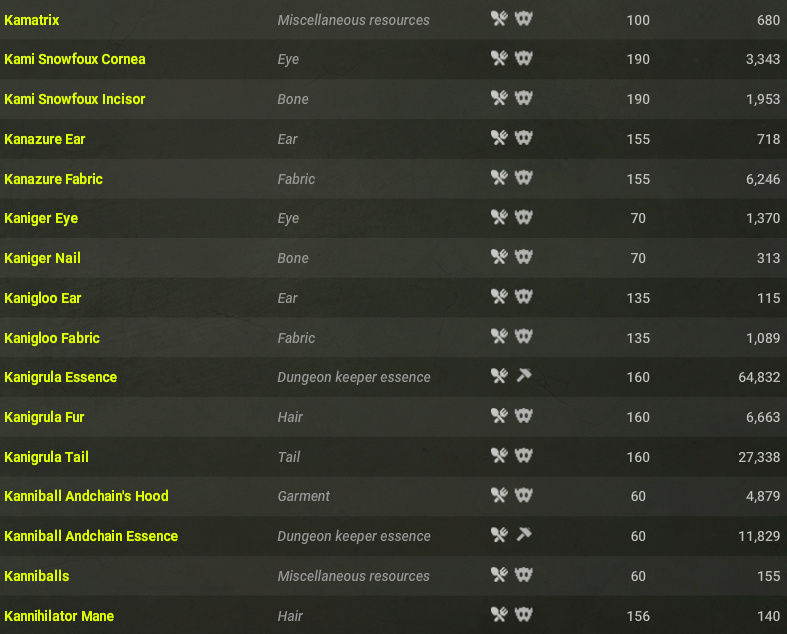 Kamatrix Miscellaneous resources 100 680
Kami Snowfoux Cornea Eye 190 3,343
Kami Snowfoux Incisor Bone 190 1,953
Kanazure Ear Ear 155 718
Kanazure Fabric Fabric 155 6,246
Kaniger Eye Eye 70 1,370
Kaniger Nail Bone 70 313
Kanigloo Ear Ear 135 115
Kanigloo Fabric Fabric 135 1,089
Kanigrula Essence Dungeon keeper essence 160 64,832
Kanigrula Fur Hair 160 6,663
Kanigrula Tail Tail 160 27,338
Kanniball Andchain's Hood Garment 60 4,879
Kanniball Andchain Essence Dungeon keeper essence 60 11,829
Kanniballs Miscellaneous resources 60 155
Kannihilator Mane Hair 156 140